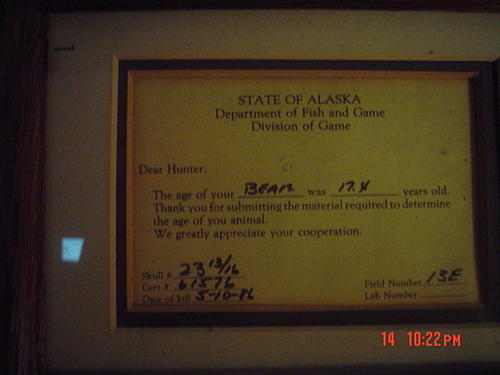 STATE OF ALASKA
Department of Fish and Game
Division of Game
Dear Hunter:
The age of your BEAR was 17.4 years old.
Thank you for submitting the material required to determine
the age of you animal.
We greatly appreciate your cooperation.
Skull # 23 13/16
Cert # 61576
Date of kill 5-10-86
Field Number 13E
Lab Number
14 10:22PM